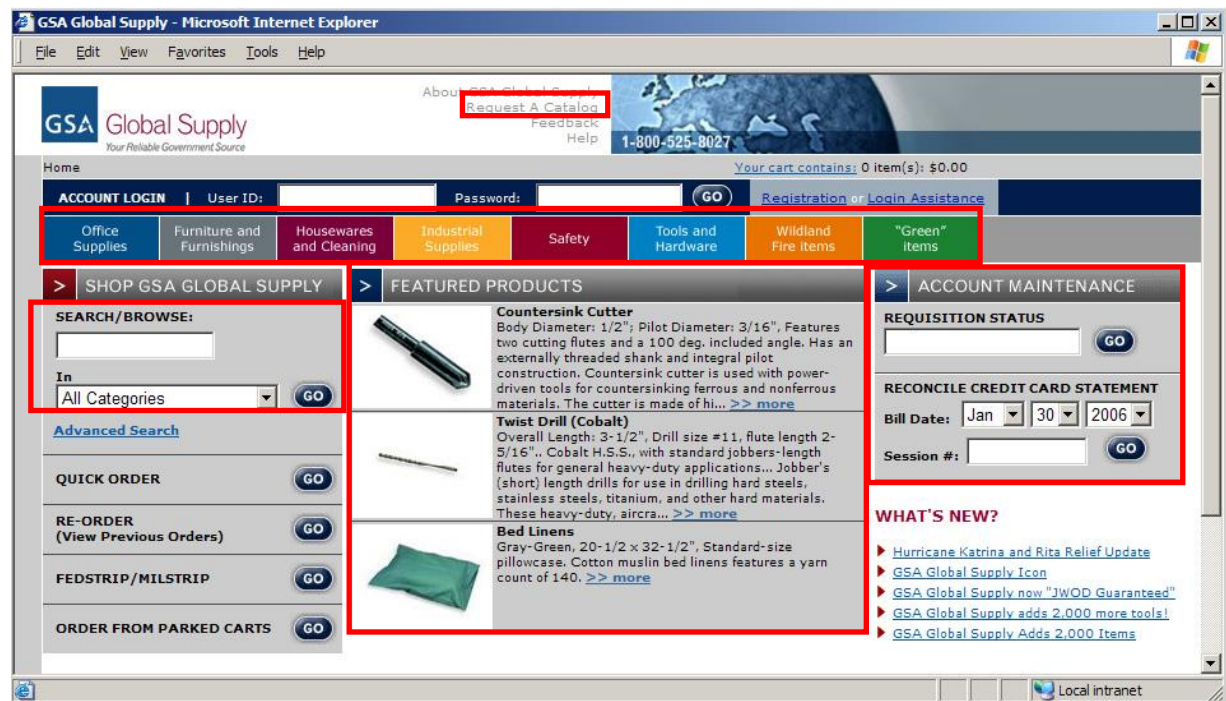 GSA Global Supply - Microsoft Internet Explorer
File Edit View Favorites Tools Help
GSA Global Supply
Your Reliable Government Source
About GSA Global Supply
Request A Catalog
Feedback
Help
1-800-525-8027
Home
Your cart contains: 0 item(s): $0.00
ACCOUNT LOGIN | User ID: Password: GO Registration or Login Assistance
Office
Supplies
Furniture and
Furnishings
Housewares
and Cleaning
Industrial
Supplies
Safety
Tools and
Hardware
Wildland
Fire items
"Green"
items
> SHOP GSA GLOBAL SUPPLY
SEARCH/BROWSE:
In
All Categories GO
Advanced Search
QUICK ORDER GO
RE-ORDER
(View Previous Orders) GO
FEDSTRIP/MILSTRIP GO
ORDER FROM PARKED CARTS GO
> FEATURED PRODUCTS
Countersink Cutter
Body Diameter: 1/2"; Pilot Diameter: 3/16", Features
two cutting flutes and a 100 deg. included angle. Has an
externally threaded shank and integral pilot
construction. Countersink cutter is used with power-
driven tools for countersinking ferrous and nonferrous
materials. The cutter is made of hi... >> more
Twist Drill (Cobalt)
Overall Length: 3-1/2", Drill size #11, flute length 2-
5/16".. Cobalt H.S.S., with standard jobbers-length
flutes for general heavy-duty applications... Jobber's
(short) length drills for use in drilling hard steels,
stainless steels, titanium, and other hard materials.
These heavy-duty, aircra... >> more
Bed Linens
Gray-Green, 20-1/2 x 32-1/2", Standard-size
pillowcase. Cotton muslin bed linens features a yarn
count of 140. >> more
> ACCOUNT MAINTENANCE
REQUISITION STATUS
GO
RECONCILE CREDIT CARD STATEMENT
Bill Date: Jan 30 2006
Session #: GO
WHAT'S NEW?
Hurricane Katrina and Rita Relief Update
GSA Global Supply Icon
GSA Global Supply now "JWOD Guaranteed"
GSA Global Supply adds 2,000 more tools!
GSA Global Supply Adds 2,000 Items
Local intranet